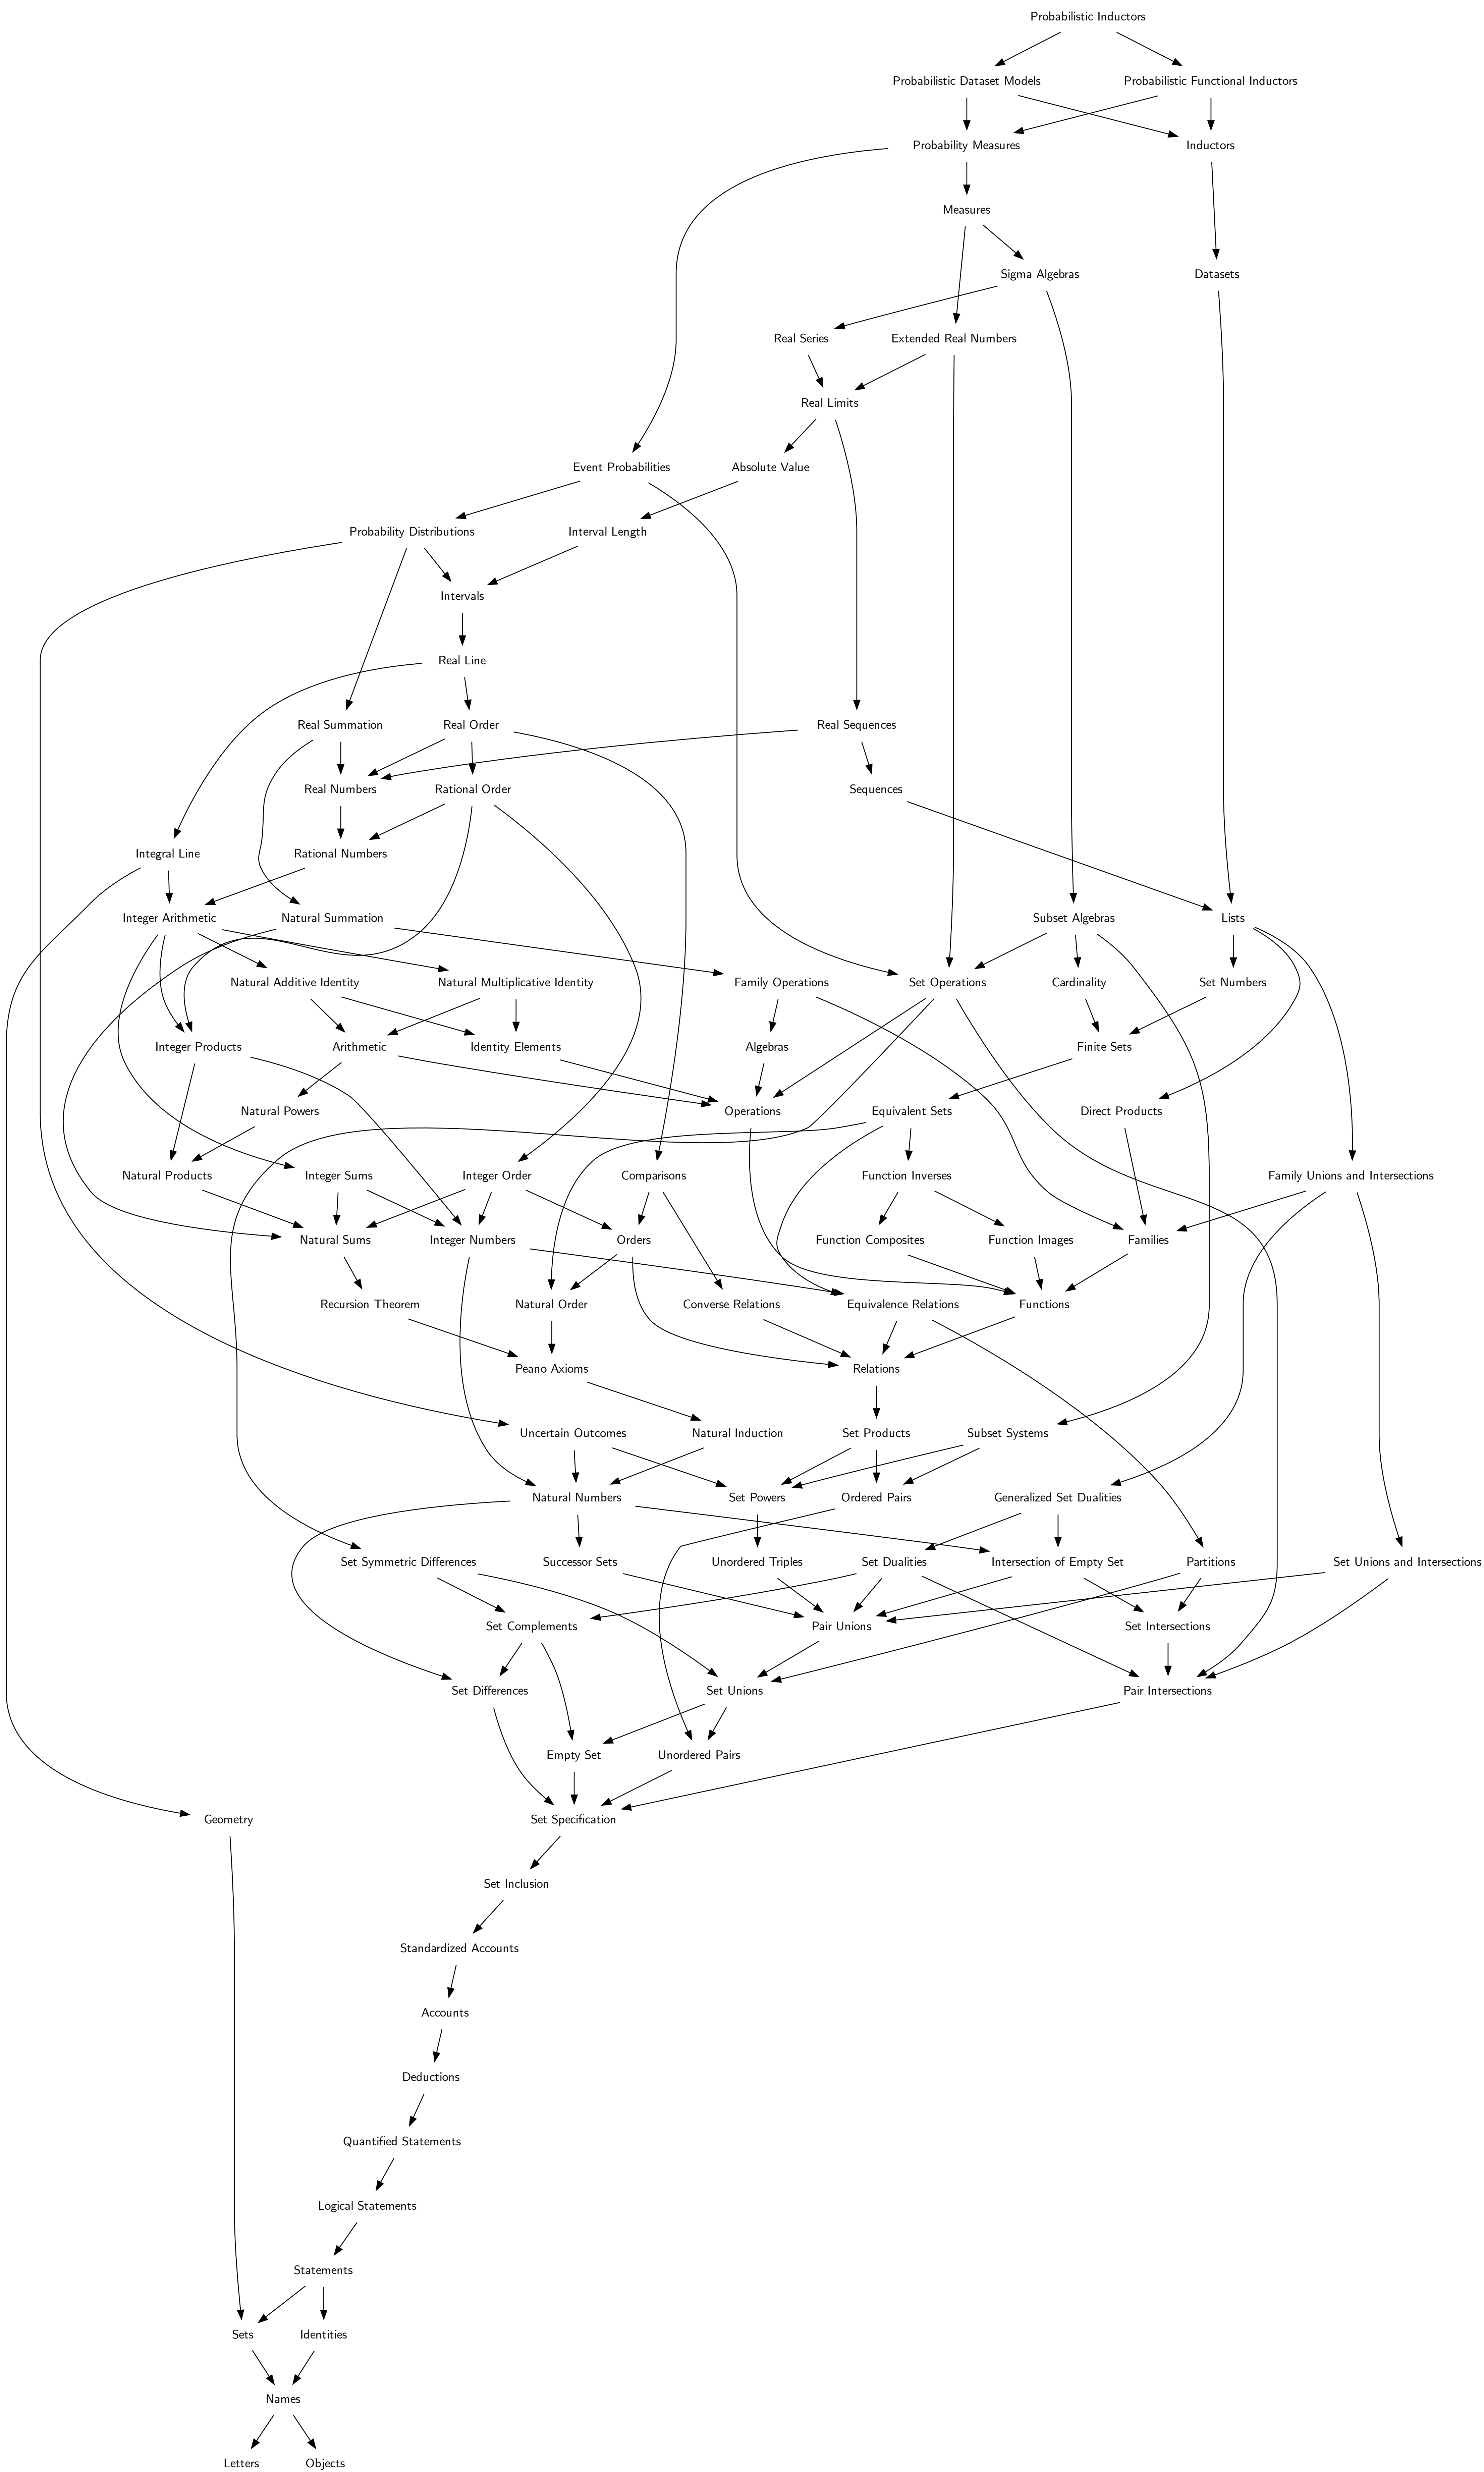 Probabilistic Inductors
Probabilistic Dataset Models
Probabilistic Functional Inductors
Probability Measures
Inductors
Measures
Sigma Algebras
Datasets
Real Series
Extended Real Numbers
Real Limits
Event Probabilities
Absolute Value
Probability Distributions
Interval Length
Intervals
Real Line
Real Summation
Real Order
Real Sequences
Real Numbers
Rational Order
Sequences
Integral Line
Rational Numbers
Integer Arithmetic
Natural Summation
Subset Algebras
Lists
Natural Additive Identity
Natural Multiplicative Identity
Family Operations
Set Operations
Cardinality
Set Numbers
Integer Products
Arithmetic
Identity Elements
Algebras
Finite Sets
Natural Powers
Operations
Equivalent Sets
Direct Products
Natural Products
Integer Sums
Integer Order
Comparisons
Function Inverses
Family Unions and Intersections
Natural Sums
Integer Numbers
Orders
Function Composites
Function Images
Families
Recursion Theorem
Natural Order
Converse Relations
Equivalence Relations
Functions
Peano Axioms
Relations
Uncertain Outcomes
Natural Induction
Set Products
Subset Systems
Natural Numbers
Set Powers
Ordered Pairs
Generalized Set Dualities
Set Symmetric Differences
Successor Sets
Unordered Triples
Set Dualities
Intersection of Empty Set
Partitions
Set Unions and Intersections
Set Complements
Pair Unions
Set Intersections
Set Differences
Set Unions
Pair Intersections
Empty Set
Unordered Pairs
Geometry
Set Specification
Set Inclusion
Standardized Accounts
Accounts
Deductions
Quantified Statements
Logical Statements
Statements
Sets
Identities
Names
Letters
Objects